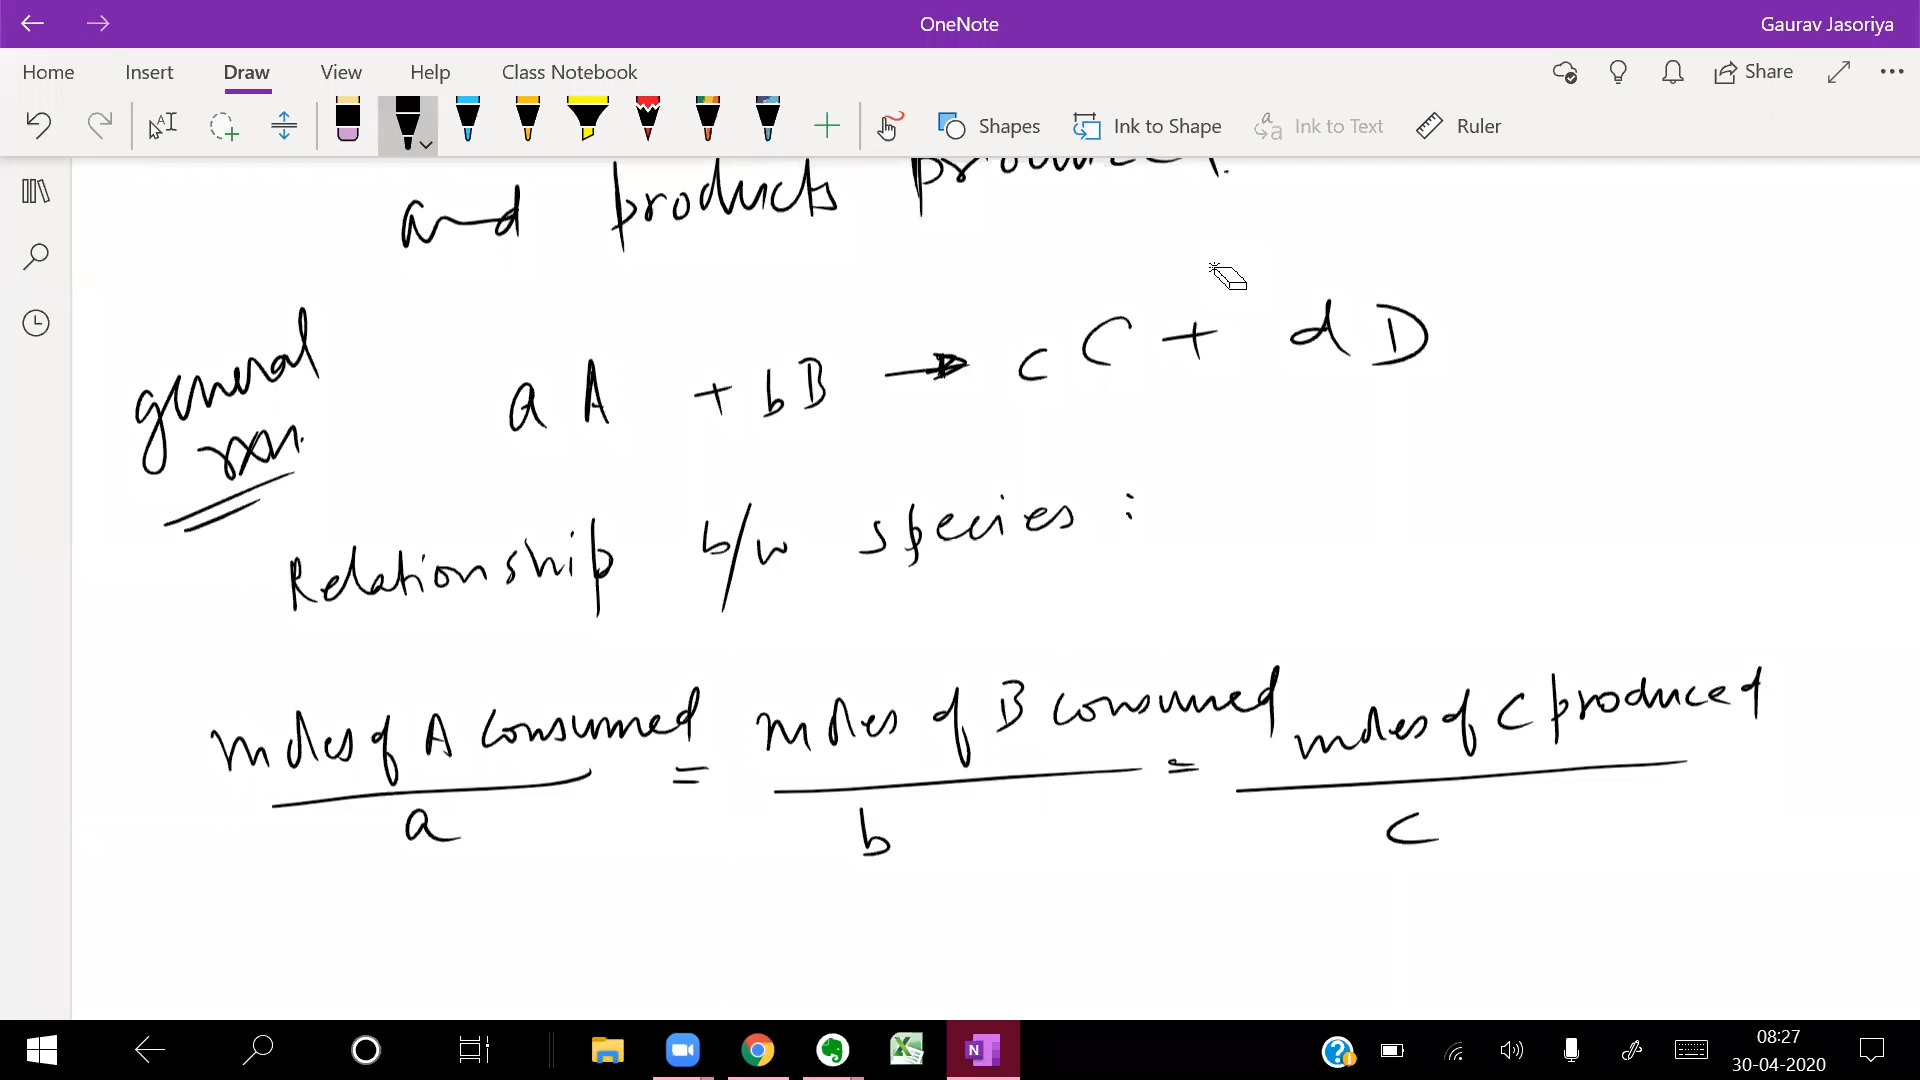 OneNote
Gaurav Jasoriya
Home Insert Draw View Help Class Notebook Share
Shapes Ink to Shape Ink to Text Ruler
and products
general
rxn.
a A + b B → c C + d D
Relationship b/w species :
moles of A consumed = moles of B consumed = moles of C produced
a b c
08:27
30-04-2020